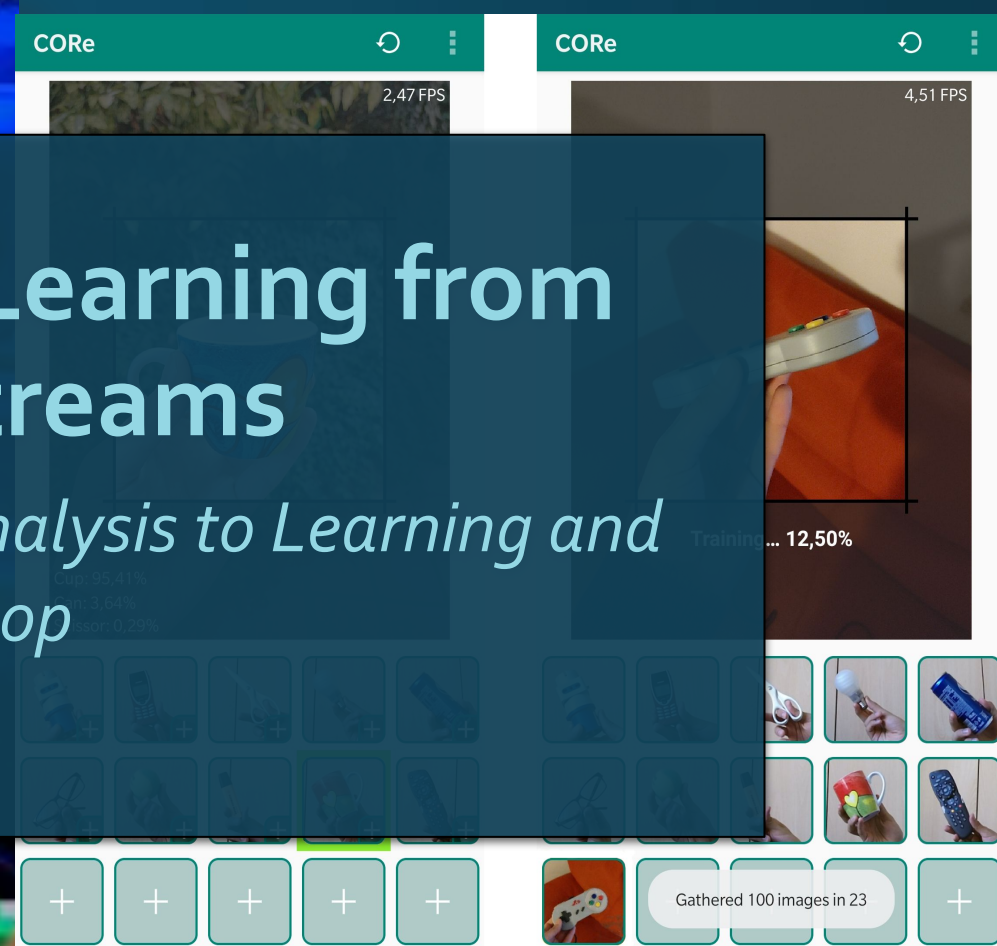 CORe
CORe
2,47 FPS
4,51 FPS
Learning from
treams
nalysis to Learning and
op
Training... 12,50%
Cup: 95,41%
Can: 3,64%
Scissor: 0,29%
Gathered 100 images in 23